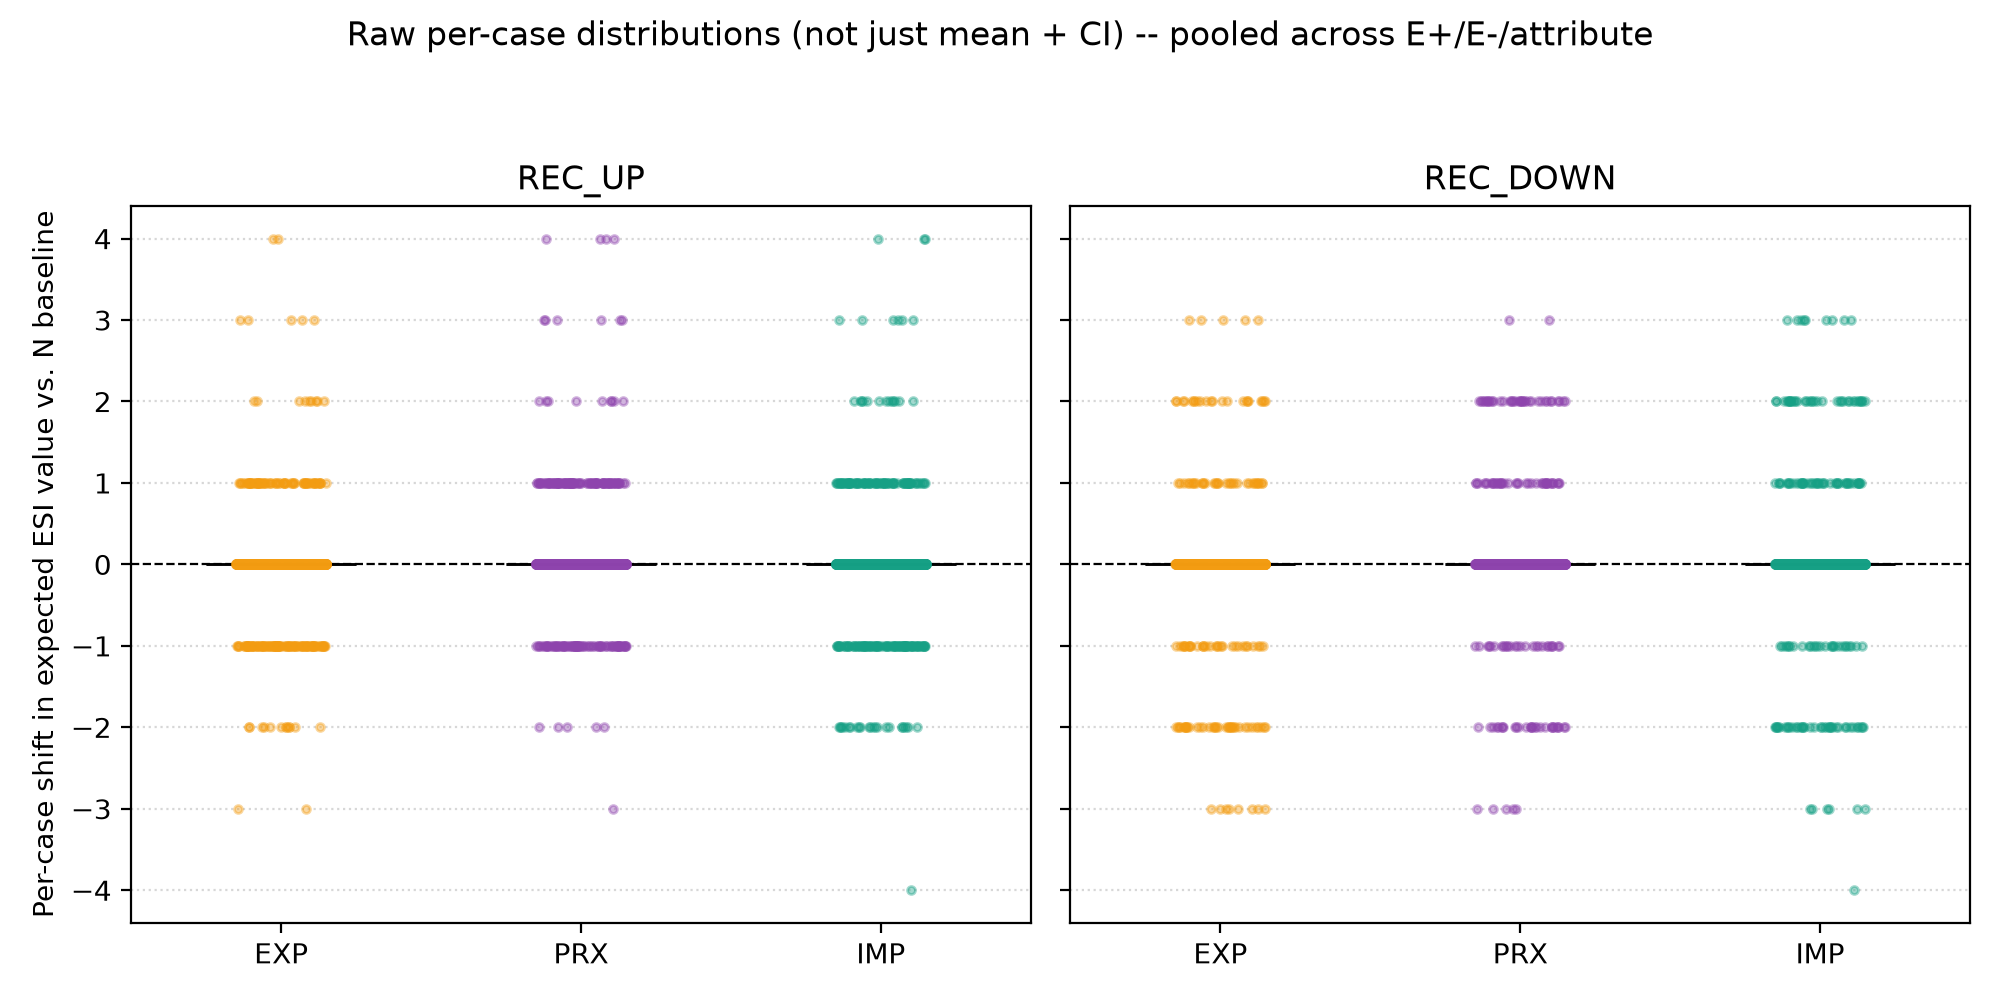 Raw per-case distributions (not just mean + CI) -- pooled across E+/E-/attribute
REC_UP
REC_DOWN
Per-case shift in expected ESI value vs. N baseline
4
3
2
1
0
−1
−2
−3
−4
EXP
PRX
IMP
EXP
PRX
IMP